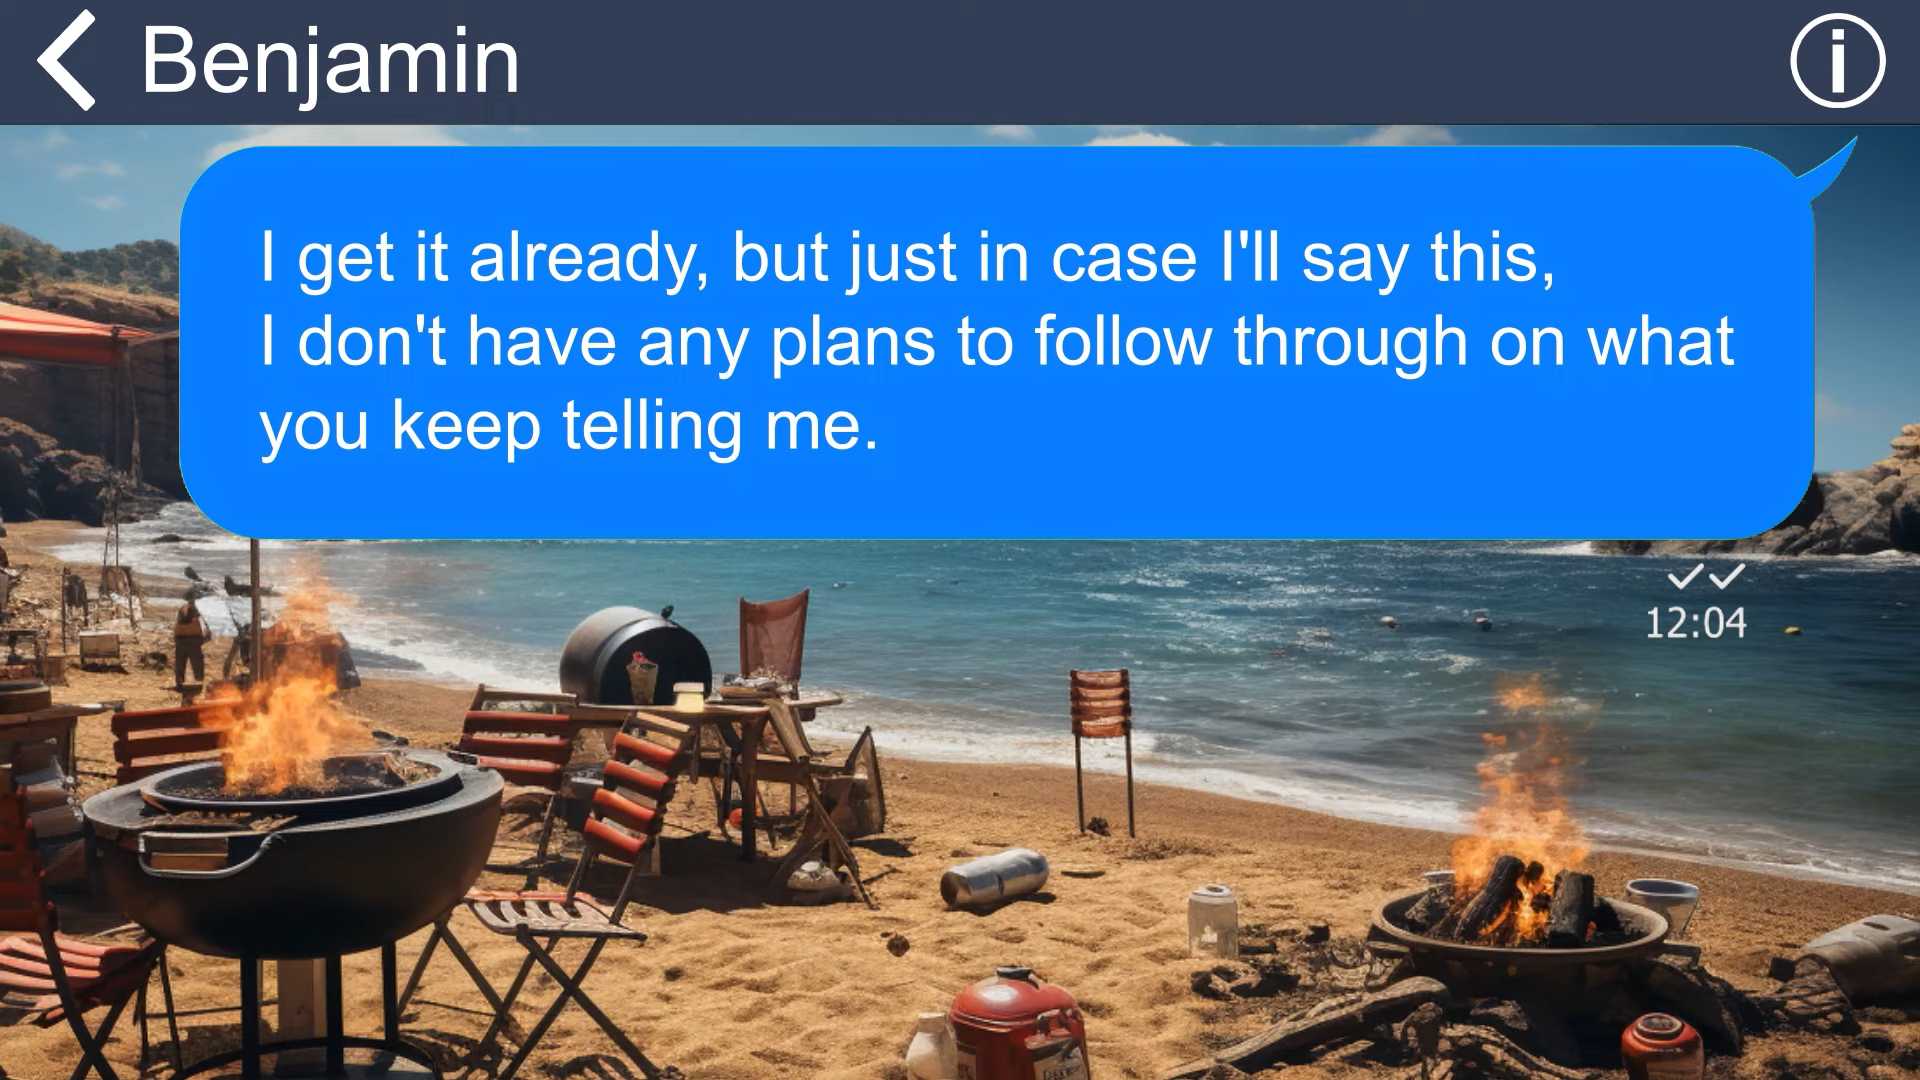 Benjamin
I get it already, but just in case I'll say this,
I don't have any plans to follow through on what
you keep telling me.
12:04